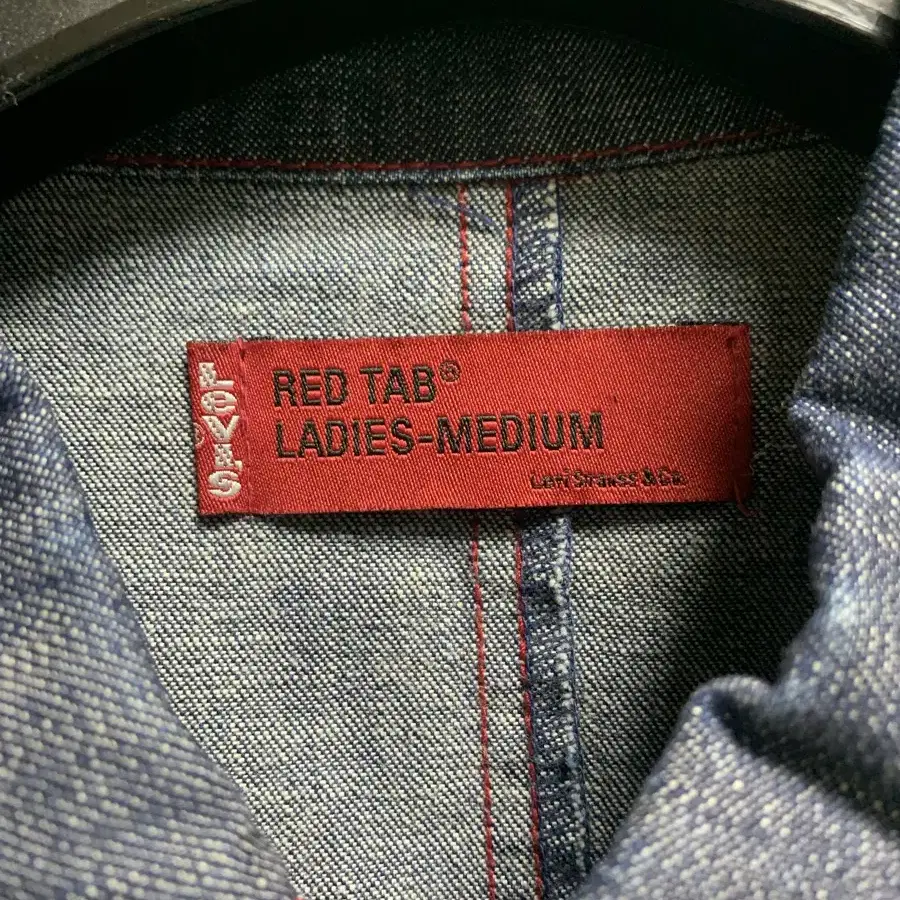 Levi's
RED TAB®
LADIES-MEDIUM
Levi Strauss & Co.